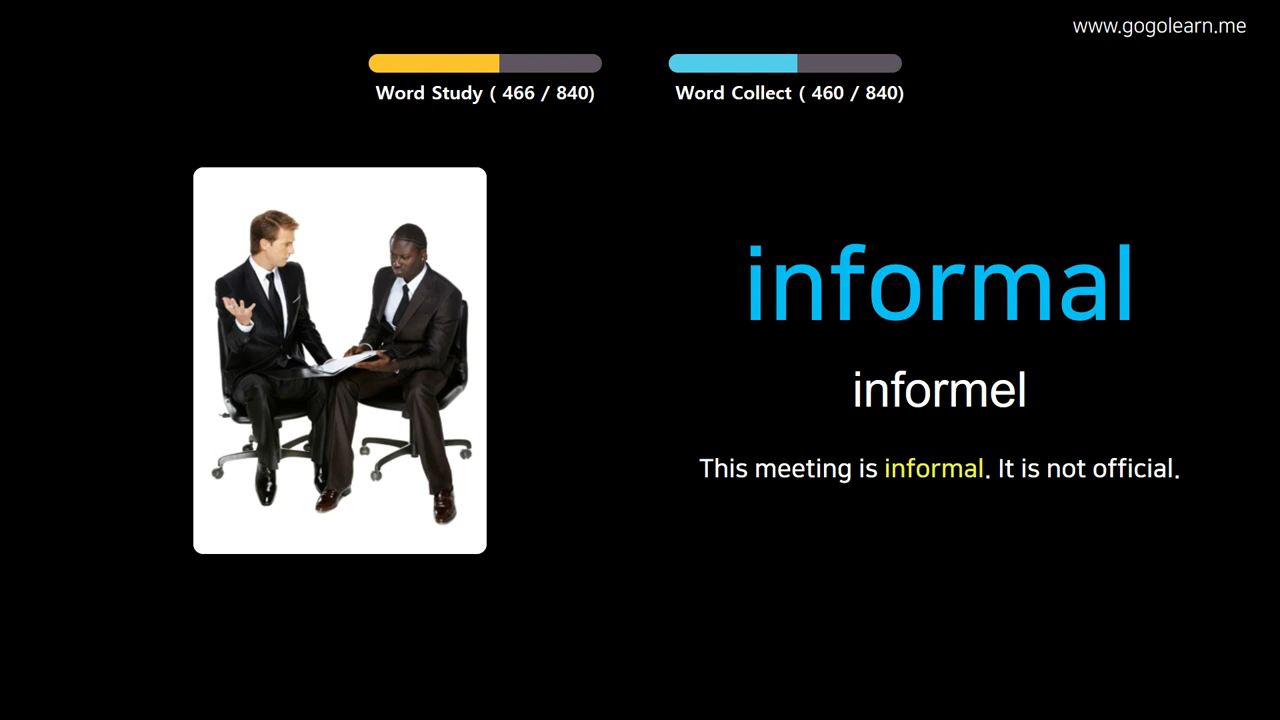 www.gogolearn.me
Word Study ( 466 / 840)
Word Collect ( 460 / 840)
informal
informel
This meeting is informal. It is not official.